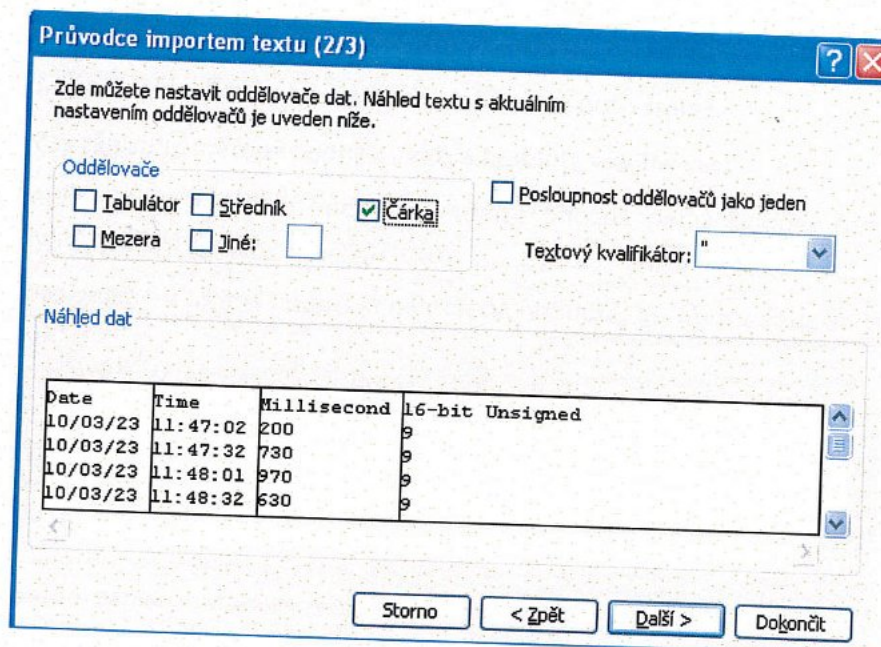 Průvodce importem textu (2/3)
Zde můžete nastavit oddělovače dat. Náhled textu s aktuálním
nastavením oddělovačů je uveden níže.
Oddělovače
Tabulátor Středník Čárka
Mezera Jiné:
Posloupnost oddělovačů jako jeden
Textový kvalifikátor: "
Náhled dat
Date Time Millisecond 16-bit Unsigned
10/03/23 11:47:02 200 9
10/03/23 11:47:32 730 9
10/03/23 11:48:01 970 9
10/03/23 11:48:32 630 9
Storno < Zpět Další > Dokončit